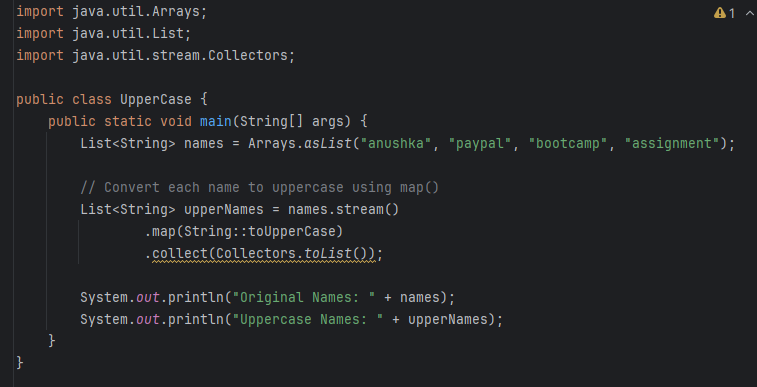 import java.util.Arrays;
import java.util.List;
import java.util.stream.Collectors;
public class UpperCase {
public static void main(String[] args) {
List<String> names = Arrays.asList("anushka", "paypal", "bootcamp", "assignment");
// Convert each name to uppercase using map()
List<String> upperNames = names.stream()
.map(String::toUpperCase)
.collect(Collectors.toList());
System.out.println("Original Names: " + names);
System.out.println("Uppercase Names: " + upperNames);
}
}
1